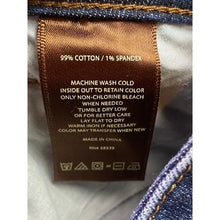 99% COTTON / 1% SPANDEX
MACHINE WASH COLD
INSIDE OUT TO RETAIN COLOR
ONLY NON-CHLORINE BLEACH
WHEN NEEDED
TUMBLE DRY LOW
OR FOR BETTER CARE
LAY FLAT TO DRY
WARM IRON IF NECESSARY
COLOR MAY TRANSFER WHEN NEW
MADE IN CHINA